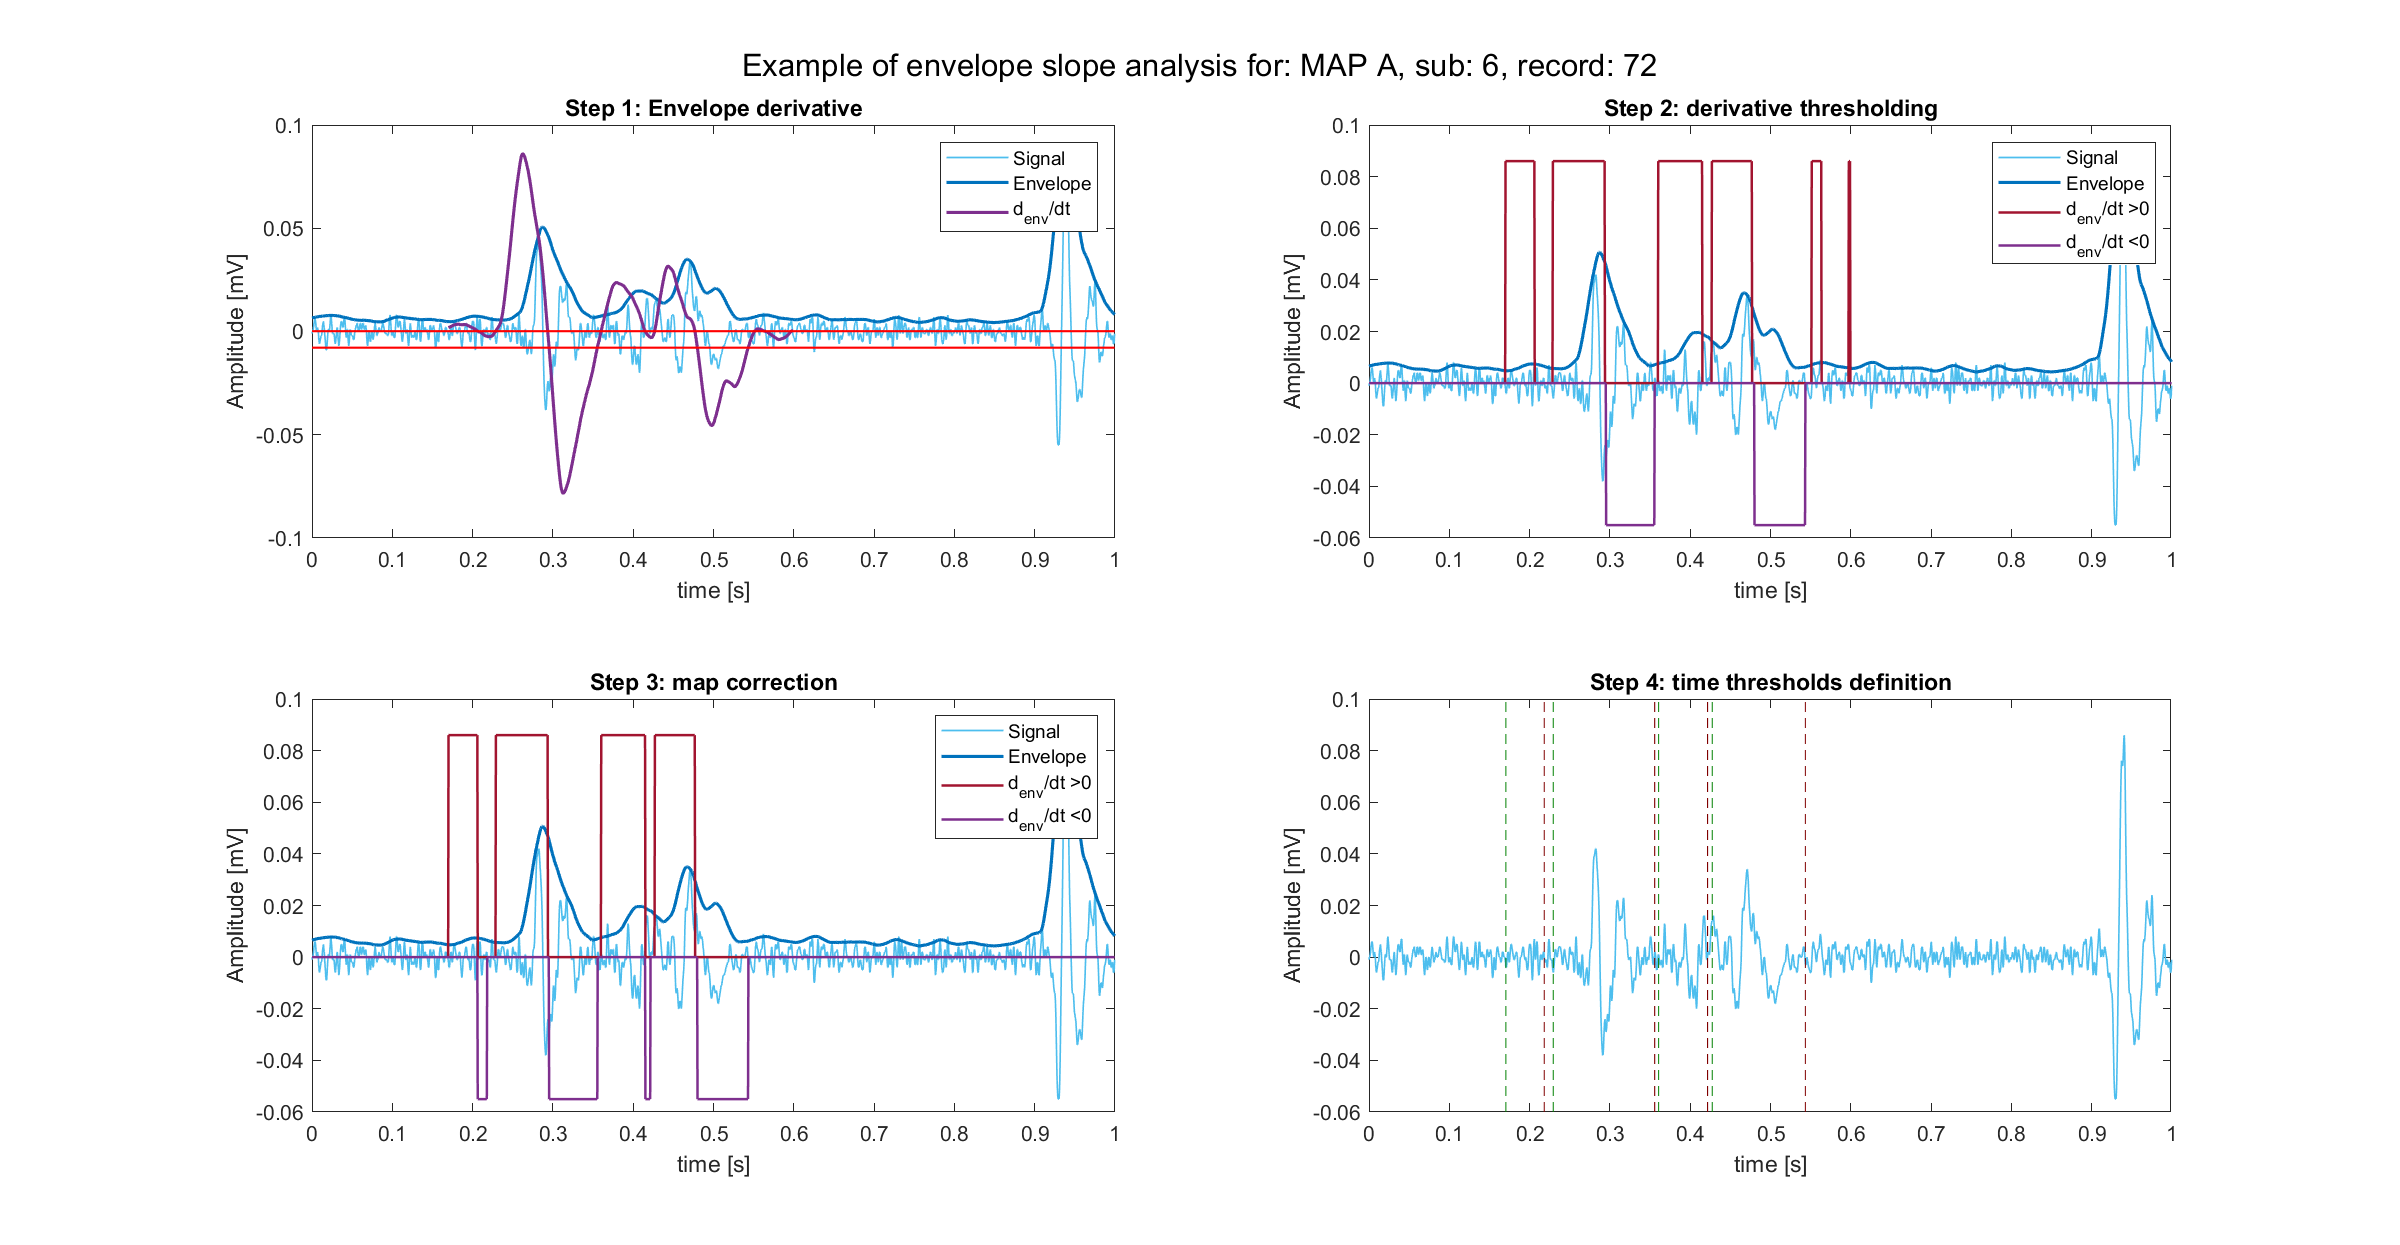 Example of envelope slope analysis for: MAP A, sub: 6, record: 72
Step 1: Envelope derivative
0.1
0.05
0
-0.05
-0.1
Amplitude [mV]
0 0.1 0.2 0.3 0.4 0.5 0.6 0.7 0.8 0.9 1
time [s]
Signal
Envelope
d_env/dt
Step 2: derivative thresholding
0.1
0.08
0.06
0.04
0.02
0
-0.02
-0.04
-0.06
Amplitude [mV]
0 0.1 0.2 0.3 0.4 0.5 0.6 0.7 0.8 0.9 1
time [s]
Signal
Envelope
d_env/dt >0
d_env/dt <0
Step 3: map correction
0.1
0.08
0.06
0.04
0.02
0
-0.02
-0.04
-0.06
Amplitude [mV]
0 0.1 0.2 0.3 0.4 0.5 0.6 0.7 0.8 0.9 1
time [s]
Signal
Envelope
d_env/dt >0
d_env/dt <0
Step 4: time thresholds definition
0.1
0.08
0.06
0.04
0.02
0
-0.02
-0.04
-0.06
Amplitude [mV]
0 0.1 0.2 0.3 0.4 0.5 0.6 0.7 0.8 0.9 1
time [s]